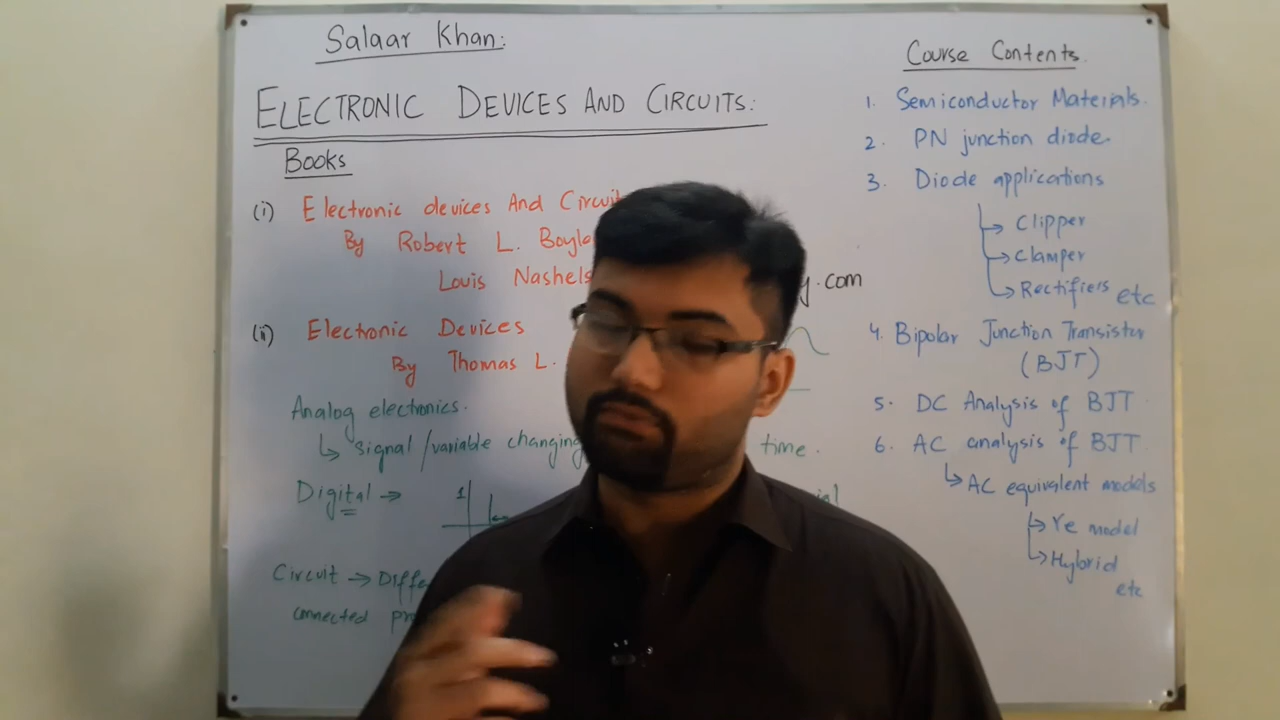 Salaar Khan:
ELECTRONIC DEVICES AND CIRCUITS:
BOOKS
(i) Electronic devices And Circuit
By Robert L. Boyle
Louis Nashels
y.com
(ii) Electronic Devices
By Thomas L.
Analog electronics.
↳ signal/variable changing
time.
Digital →
1
Circuit → Diffe
connected
Course Contents.
1. Semiconductor Materials.
2. PN junction diode.
3. Diode applications
→ Clipper
→ Clamper
→ Rectifiers etc
4. Bipolar Junction Transistor
(BJT)
5. DC Analysis of BJT
6. AC analysis of BJT
↳ AC equivalent models
→ re model
→ Hybrid
etc